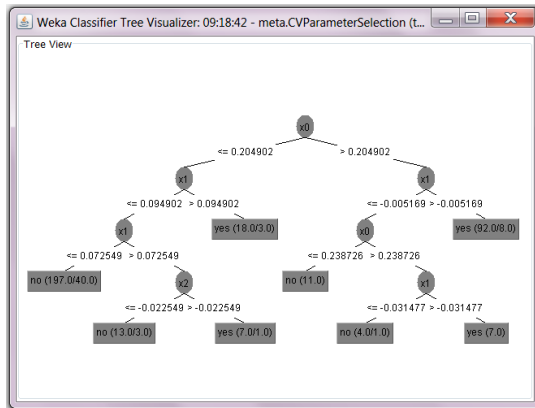 Weka Classifier Tree Visualizer: 09:18:42 - meta.CVParameterSelection (t...
Tree View
x0
<= 0.204902 > 0.204902
x1 x1
<= 0.094902 > 0.094902 <= -0.005169 > -0.005169
x1 yes (18.0/3.0) x0 yes (92.0/8.0)
<= 0.072549 > 0.072549 <= 0.238726 > 0.238726
no (197.0/40.0) x2 no (11.0) x1
<= -0.022549 > -0.022549 <= -0.031477 > -0.031477
no (13.0/3.0) yes (7.0/1.0) no (4.0/1.0) yes (7.0)